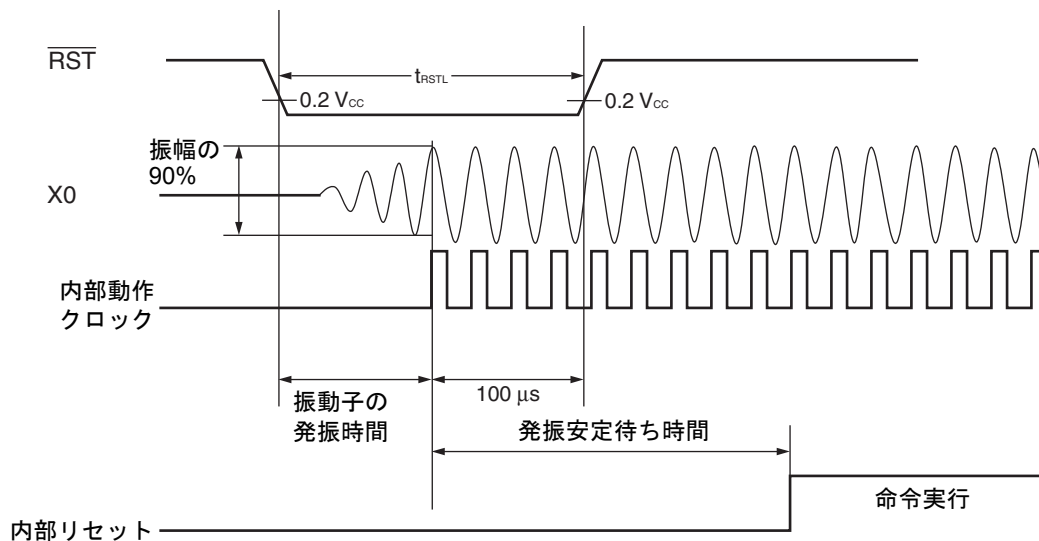 RST
tRSTL
0.2 VCC
0.2 VCC
振幅の
90%
X0
内部動作
クロック
振動子の
発振時間
100 μs
発振安定待ち時間
命令実行
内部リセット